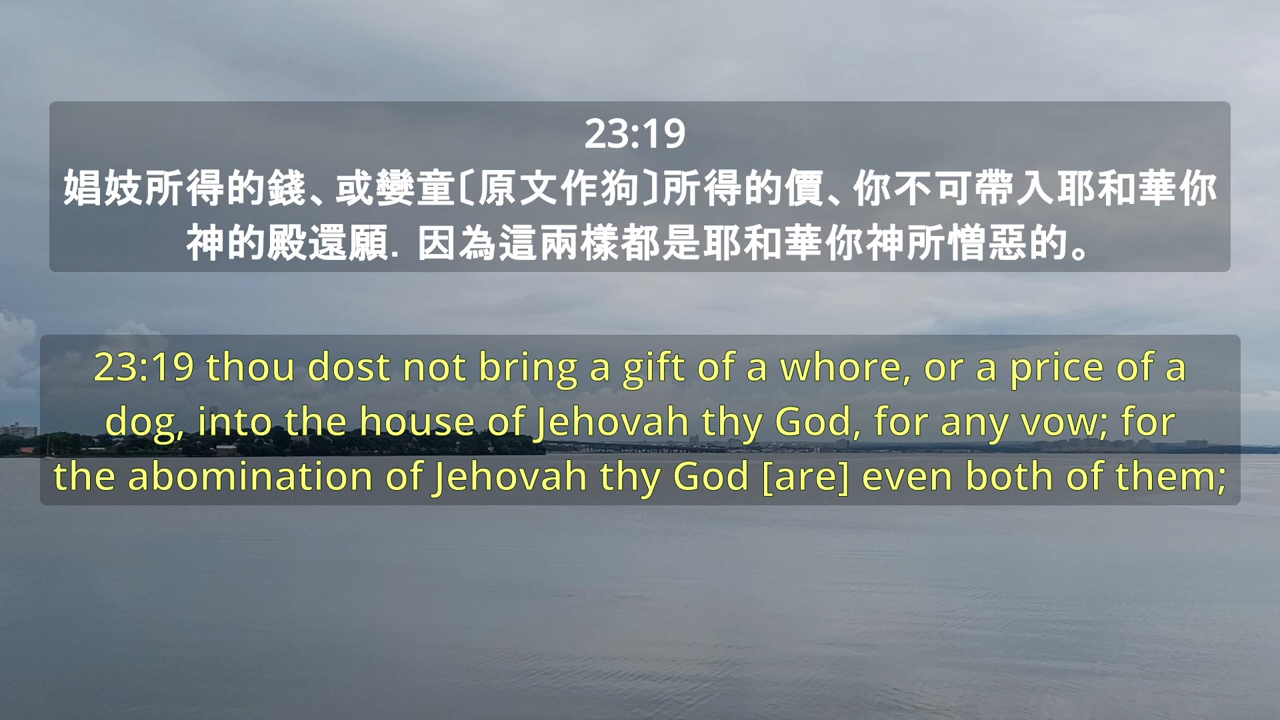 23:19
娼妓所得的錢、或孌童〔原文作狗〕所得的價、你不可帶入耶和華你
神的殿還願．因為這兩樣都是耶和華你神所憎惡的。
23:19 thou dost not bring a gift of a whore, or a price of a
dog, into the house of Jehovah thy God, for any vow; for
the abomination of Jehovah thy God [are] even both of them;